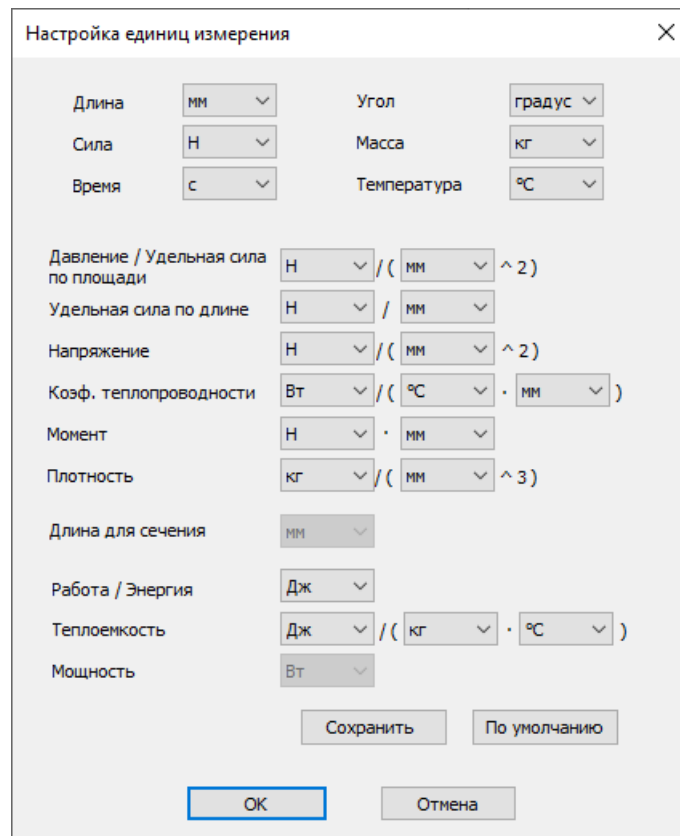 Настройка единиц измерения
Длина мм Угол градус
Сила Н Масса кг
Время с Температура °C
Давление / Удельная сила
по площади Н /( мм ^2)
Удельная сила по длине Н / мм
Напряжение Н /( мм ^2)
Коэф. теплопроводности Вт /( °C · мм )
Момент Н · мм
Плотность кг /( мм ^3)
Длина для сечения мм
Работа / Энергия Дж
Теплоемкость Дж /( кг · °C )
Мощность Вт
Сохранить По умолчанию
ОК Отмена